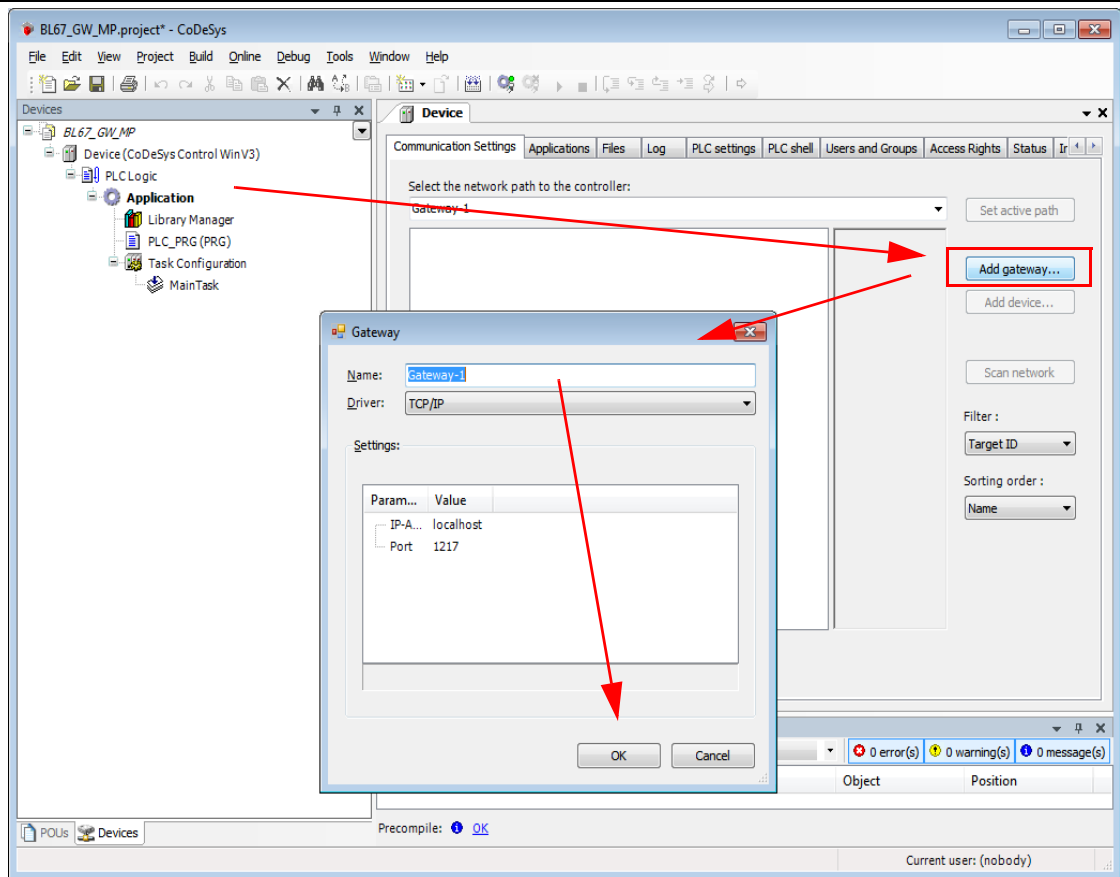 BL67_GW_MP.project* - CoDeSys
File Edit View Project Build Online Debug Tools Window Help
Devices
BL67_GW_MP
Device (CoDeSys Control Win V3)
PLC Logic
Application
Library Manager
PLC_PRG (PRG)
Task Configuration
MainTask
POUs Devices
Device
Communication Settings Applications Files Log PLC settings PLC shell Users and Groups Access Rights Status
Select the network path to the controller:
Gateway-1
Set active path
Add gateway...
Add device...
Scan network
Filter :
Target ID
Sorting order :
Name
Gateway
Name: Gateway-1
Driver: TCP/IP
Settings:
Param... Value
IP-A... localhost
Port 1217
OK Cancel
0 error(s) 0 warning(s) 0 message(s)
Object Position
Precompile: OK
Current user: (nobody)